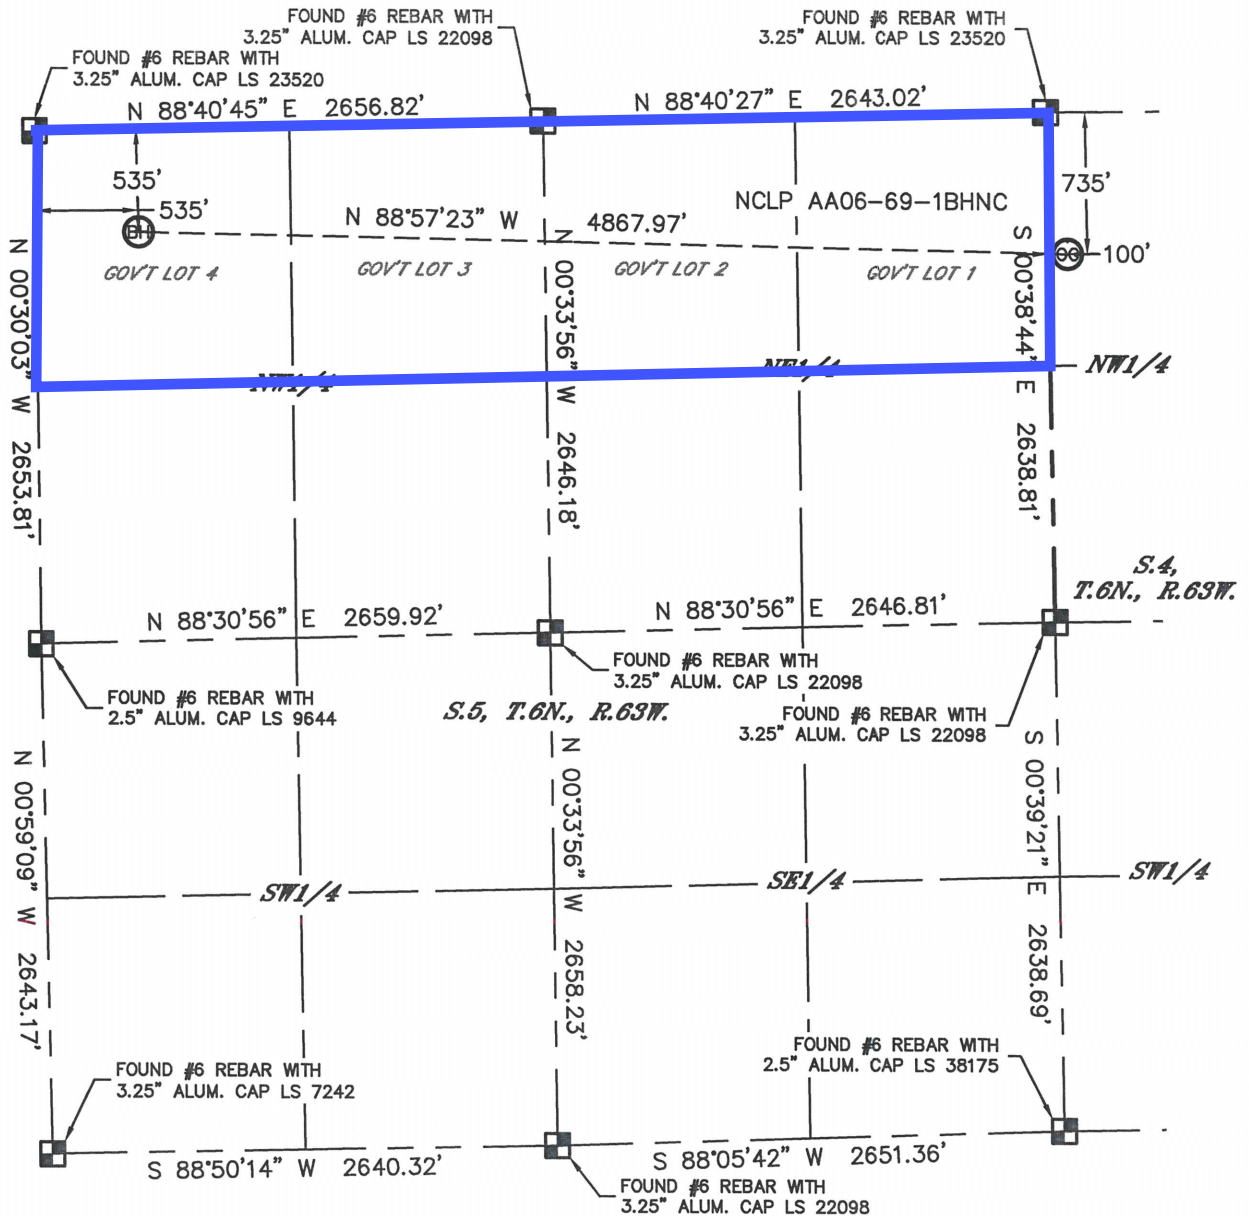 FOUND #6 REBAR WITH
3.25" ALUM. CAP LS 22098
FOUND #6 REBAR WITH
3.25" ALUM. CAP LS 23520
FOUND #6 REBAR WITH
3.25" ALUM. CAP LS 23520
N 88°40'45" E 2656.82'
N 88°40'27" E 2643.02'
535'
535'
735'
NCLP AA06-69-1BHNC
N 88°57'23" W 4867.97'
BH
OG
100'
GOV'T LOT 4
GOV'T LOT 3
GOV'T LOT 2
GOV'T LOT 1
N 00°30'03" W 2653.81'
N 00°33'56" W 2646.18'
S 00°38'44" E 2638.81'
NW1/4
NE1/4
NW1/4
S.4,
T.6N., R.63W.
N 88°30'56" E 2659.92'
N 88°30'56" E 2646.81'
FOUND #6 REBAR WITH
2.5" ALUM. CAP LS 9644
FOUND #6 REBAR WITH
3.25" ALUM. CAP LS 22098
S.5, T.6N., R.63W.
FOUND #6 REBAR WITH
3.25" ALUM. CAP LS 22098
N 00°59'09" W 2643.17'
N 00°33'56" W 2658.23'
S 00°39'21" E 2638.69'
SW1/4
SE1/4
SW1/4
FOUND #6 REBAR WITH
3.25" ALUM. CAP LS 7242
FOUND #6 REBAR WITH
2.5" ALUM. CAP LS 38175
S 88°50'14" W 2640.32'
S 88°05'42" W 2651.36'
FOUND #6 REBAR WITH
3.25" ALUM. CAP LS 22098